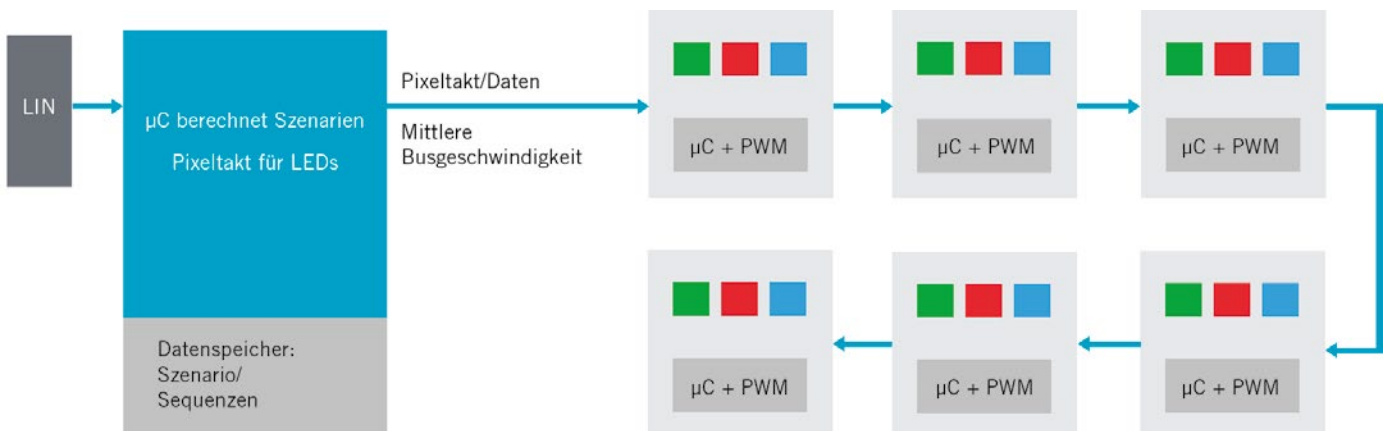 LIN
µC berechnet Szenarien
Pixeltakt für LEDs
Datenspeicher:
Szenario/
Sequenzen
Pixeltakt/Daten
Mittlere
Busgeschwindigkeit
µC + PWM
µC + PWM
µC + PWM
µC + PWM
µC + PWM
µC + PWM